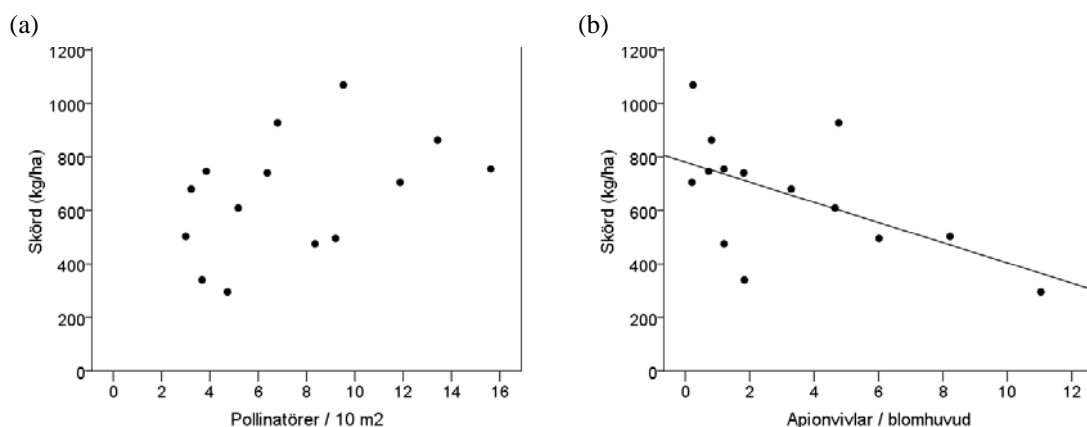 (a)
1200
1000
800
600
400
200
0
Skörd (kg/ha)
0 2 4 6 8 10 12 14 16
Pollinatörer / 10 m2
(b)
1200
1000
800
600
400
200
0
Skörd (kg/ha)
0 2 4 6 8 10 12
Apionvivlar / blomhuvud